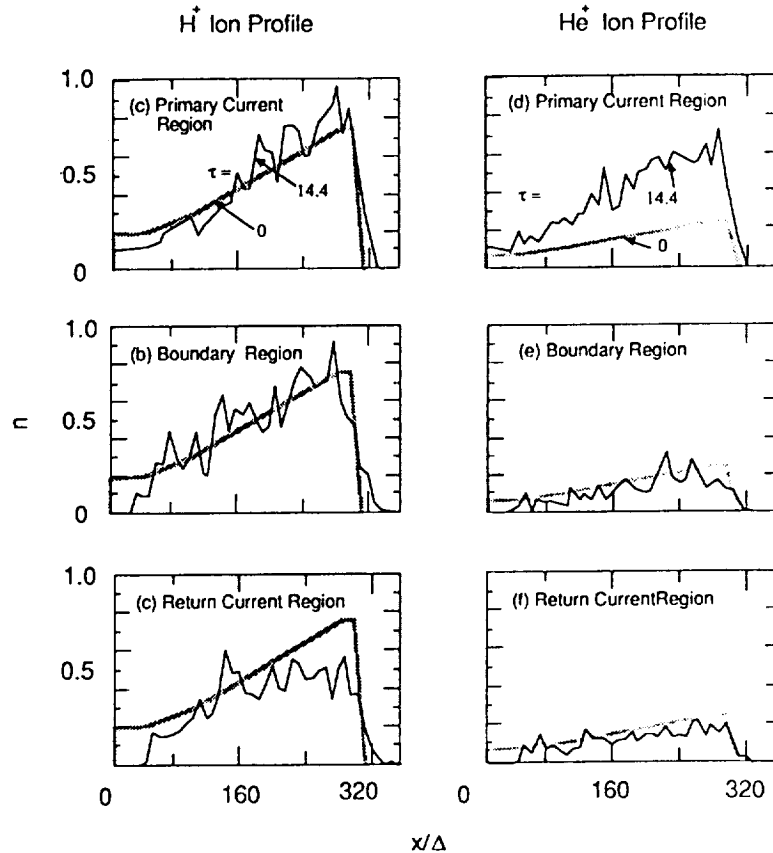 H+ Ion Profile
He+ Ion Profile
1.0
(c) Primary Current
Region
τ =
0.5
14.4
0
0
(d) Primary Current Region
τ =
14.4
0
1.0
(b) Boundary Region
n
0.5
0
(e) Boundary Region
1.0
(c) Return Current Region
0.5
(f) Return CurrentRegion
0
160
320
0
160
320
x/Δ